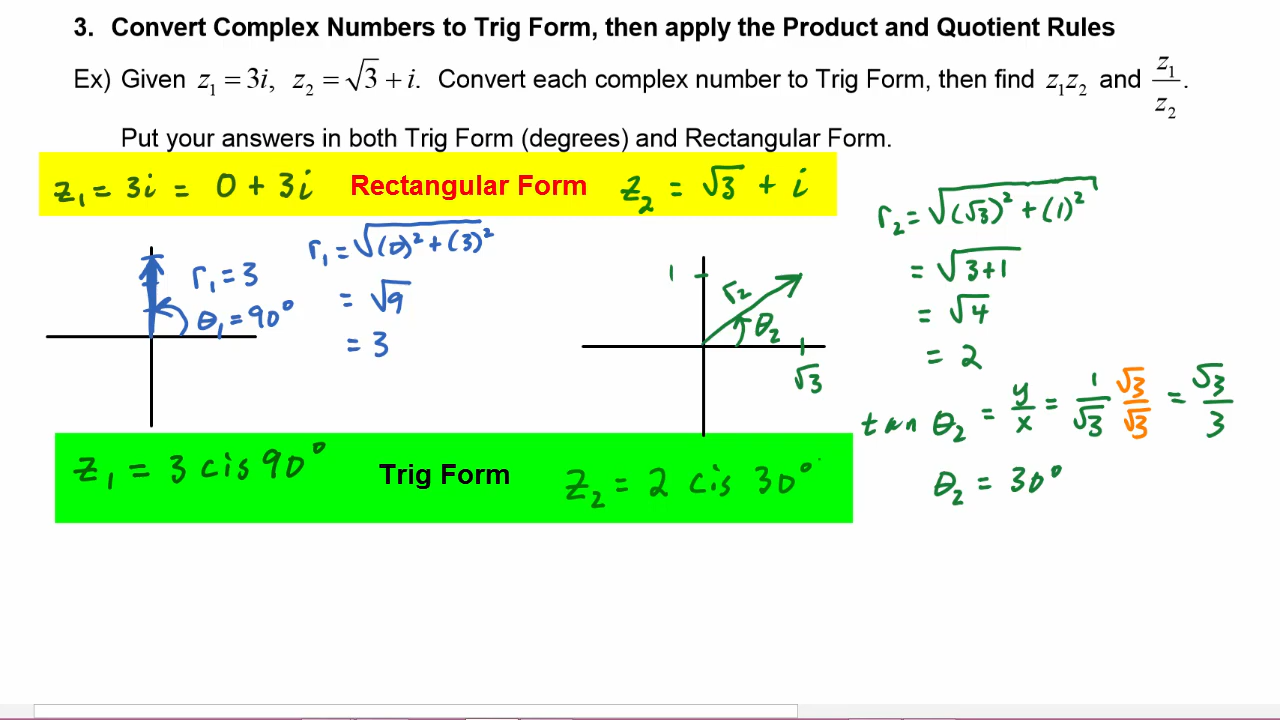 3. Convert Complex Numbers to Trig Form, then apply the Product and Quotient Rules
Ex) Given z₁ = 3i, z₂ = √3 + i. Convert each complex number to Trig Form, then find z₁z₂ and z₁/z₂.
Put your answers in both Trig Form (degrees) and Rectangular Form.
z₁ = 3i = 0 + 3i Rectangular Form z₂ = √3 + i
r₁ = √((0)² + (3)²)
= √9
= 3
r₁ = 3
θ₁ = 90°
1
r₂
θ₂
√3
r₂ = √((√3)² + (1)²)
= √(3+1)
= √4
= 2
tan θ₂ = y/x = 1/√3 √3/√3 = √3/3
θ₂ = 30°
z₁ = 3 cis 90° Trig Form z₂ = 2 cis 30°